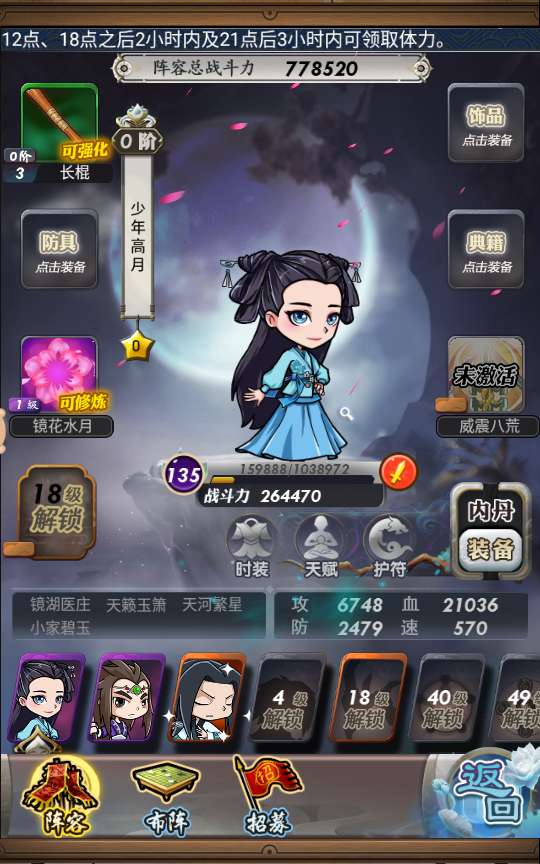 12点、18点之后2小时内及21点后3小时内可领取体力。
阵容总战斗力 778520
0阶
3
可强化
长棍
0 阶
少年高月
0
饰品
点击装备
防具
点击装备
典籍
点击装备
1 级
可修炼
镜花水月
未激活
威震八荒
135
159888/1038972
战斗力 264470
18级
解锁
内丹
装备
时装
天赋
护符
镜湖医庄 天籁玉箫 天河繁星
小家碧玉
攻 6748 血 21036
防 2479 速 570
4 级
解锁
18 级
解锁
40 级
解锁
49 级
解锁
阵容
布阵
招
招募
返回